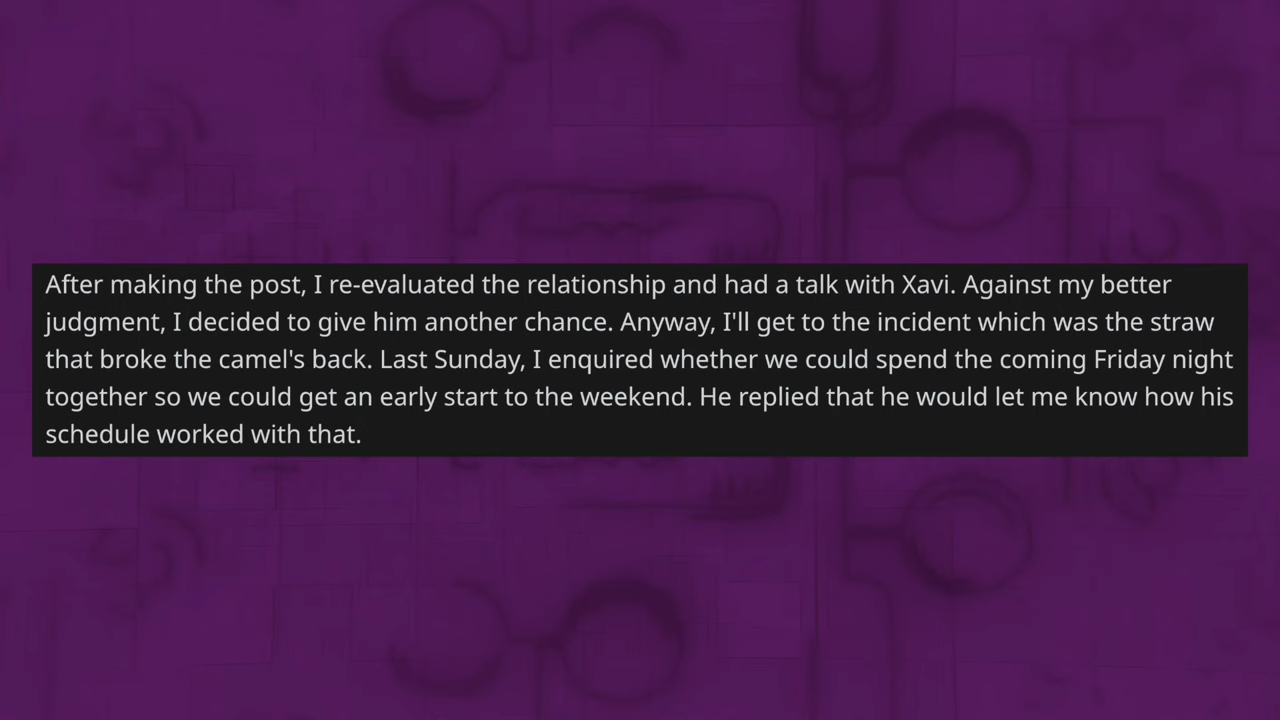 After making the post, I re-evaluated the relationship and had a talk with Xavi. Against my better
judgment, I decided to give him another chance. Anyway, I'll get to the incident which was the straw
that broke the camel's back. Last Sunday, I enquired whether we could spend the coming Friday night
together so we could get an early start to the weekend. He replied that he would let me know how his
schedule worked with that.